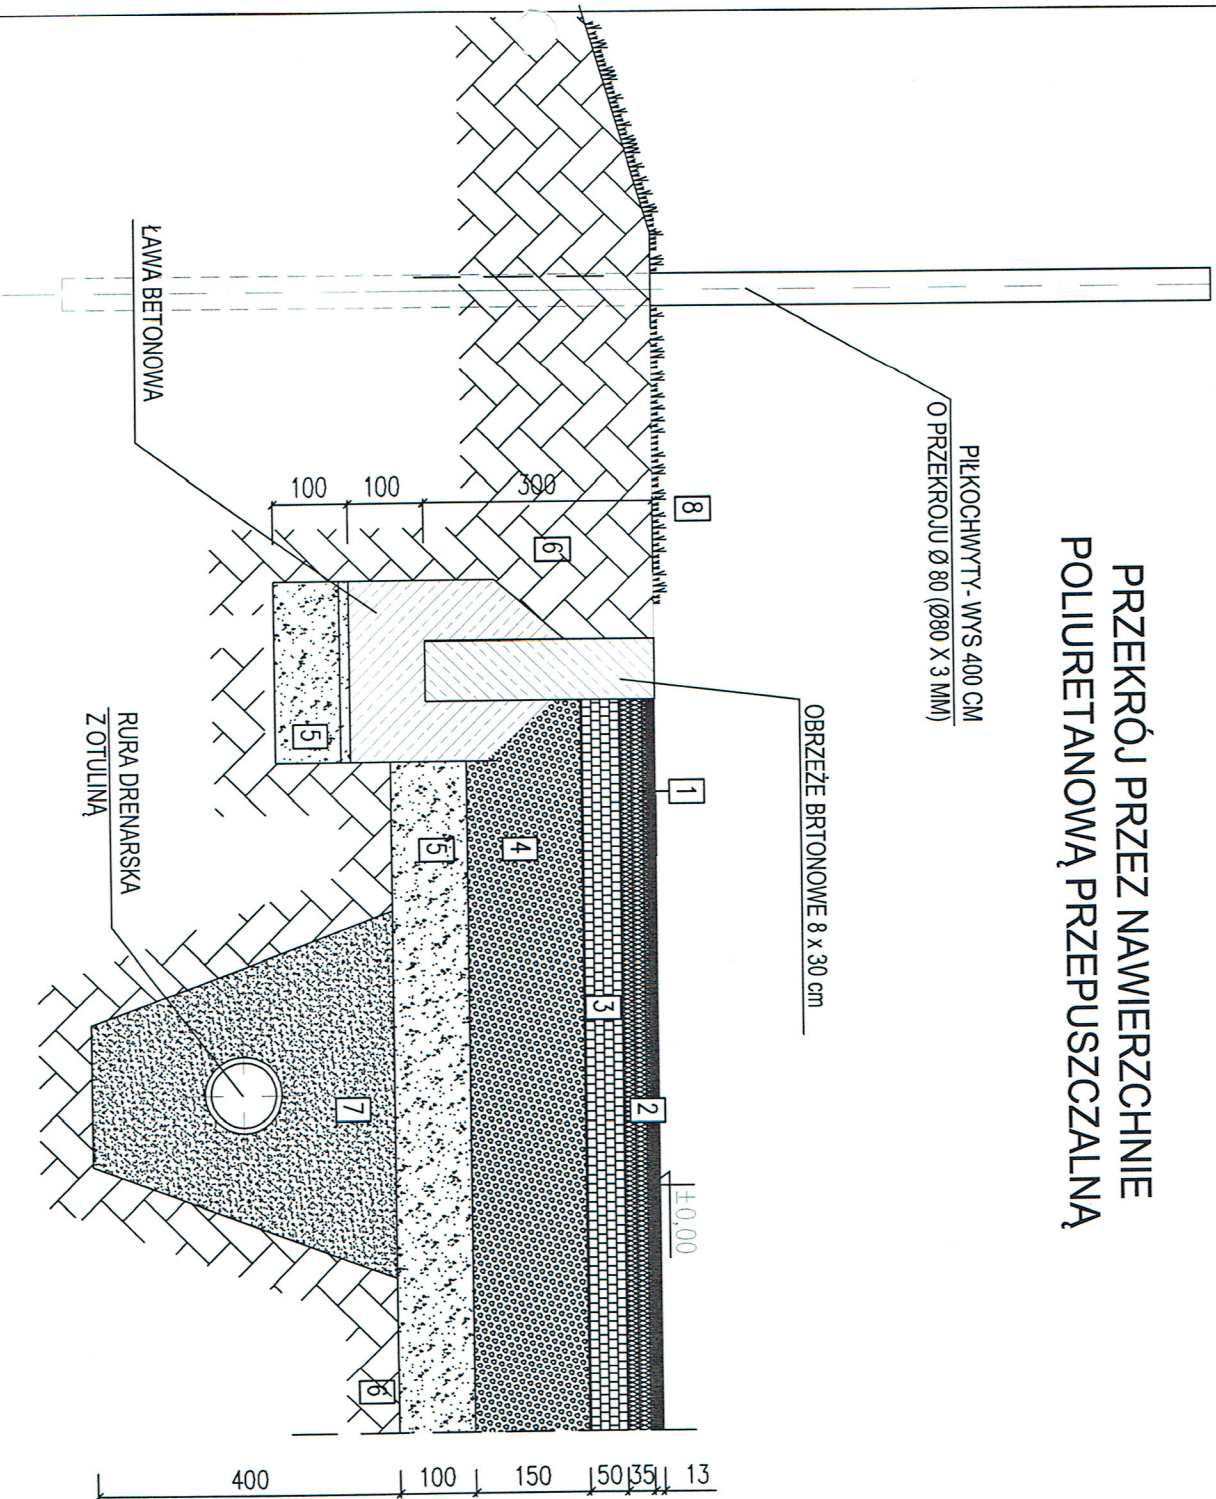 PRZEKRÓJ PRZEZ NAWIERZCHNIE
POLIURETANOWĄ PRZEPUSZCZALNĄ
PIŁKOCHWYTY- WYS 400 CM
O PRZEKROJU Ø 80 (Ø80 X 3 MM)
OBRZEŻE BRTONOWE 8 x 30 cm
±0,00
8
1
2
3
4
5
6
5
7
6
300
100
100
13
35
50
150
100
400
ŁAWA BETONOWA
RURA DRENARSKA
Z OTULINĄ